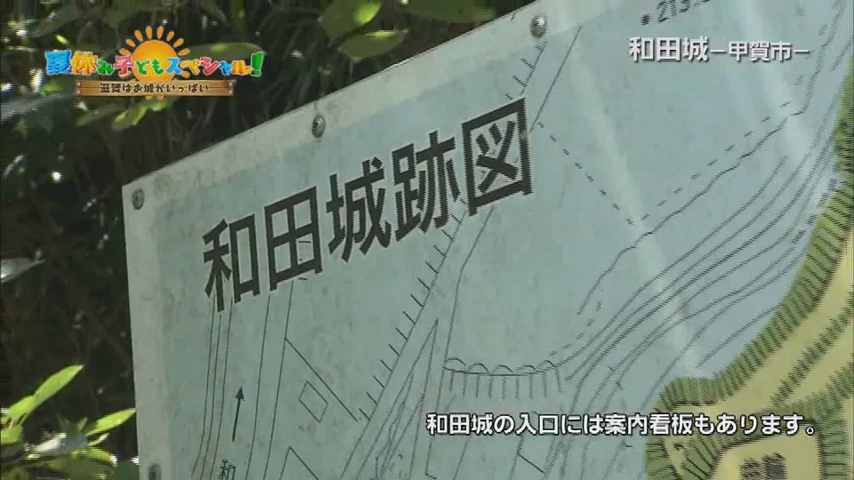 夏休み子どもスペシャル!
滋賀はお城がいっぱい
和田城－甲賀市－
和田城跡図
和
和田城の入口には案内看板もあります。